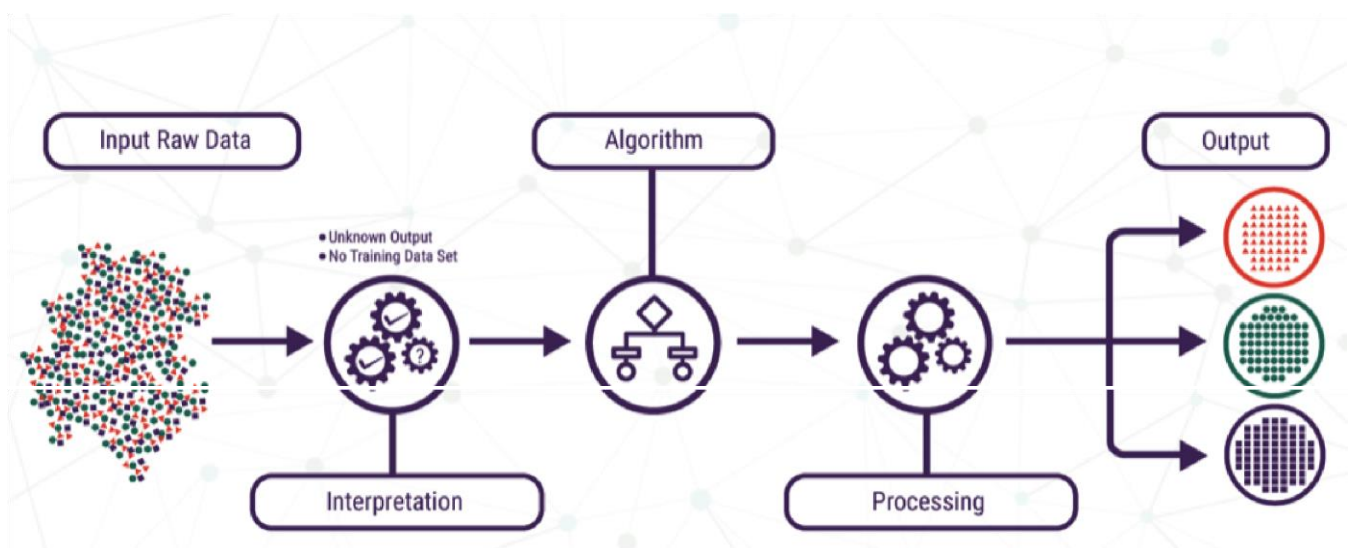 Input Raw Data
Algorithm
Output
• Unknown Output
• No Training Data Set
?
Interpretation
Processing